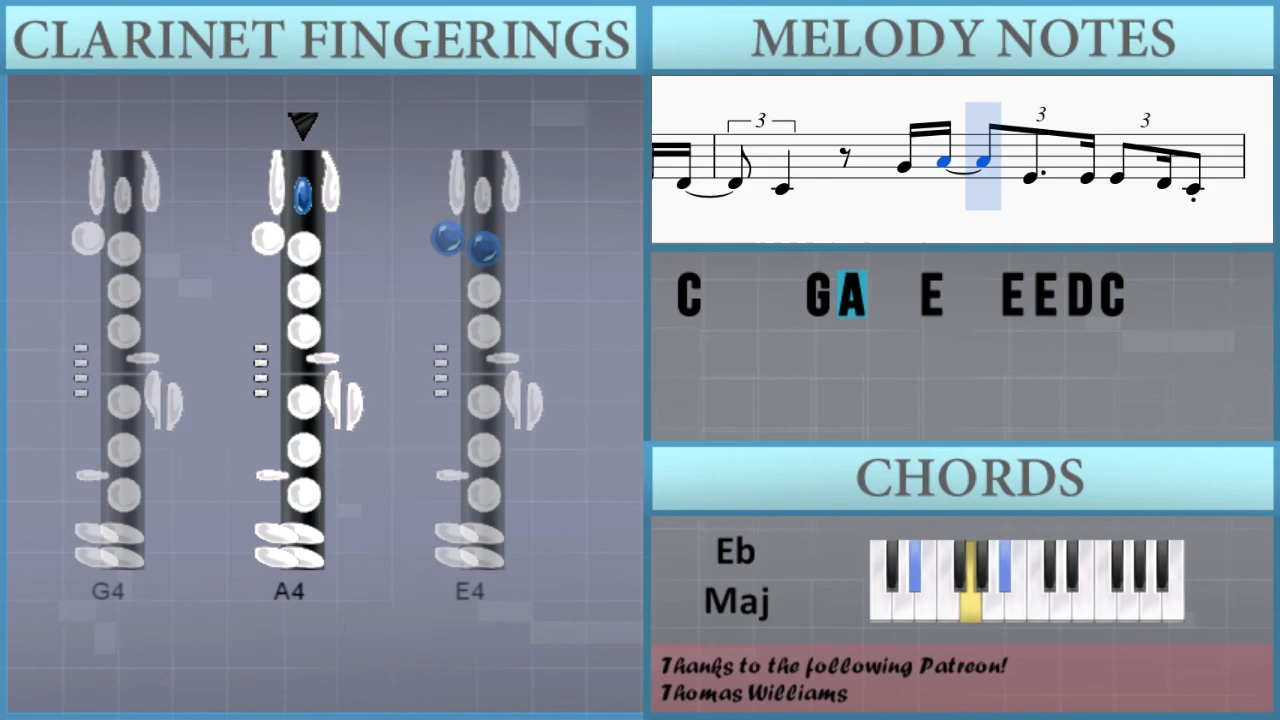 CLARINET FINGERINGS
G4 A4 E4
MELODY NOTES
3 3 3
C GA E EEDC
CHORDS
Eb
Maj
Thanks to the following Patreon!
Thomas Williams